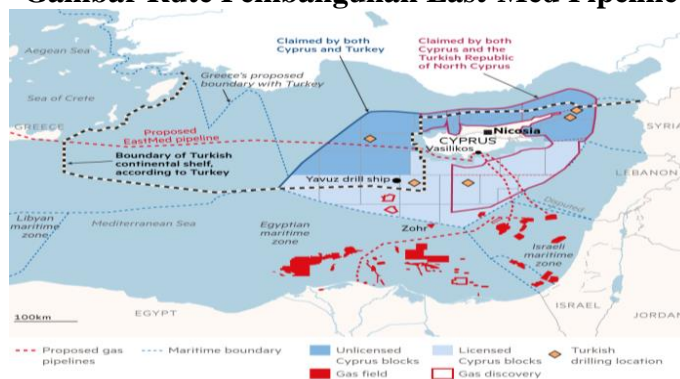 Gambar Rute Pembangunan East-Med Pipeline
Aegean Sea
Claimed by both
Cyprus and Turkey
Claimed by both
Cyprus and the
Turkish Republic
of North Cyprus
Greece's proposed
boundary with Turkey
Sea of Crete
GREECE
Proposed
EastMed pipeline
Nicosia
CYPRUS
Vasilikos
SYRIA
Boundary of Turkish
continental shelf,
according to Turkey
Yavuz drill ship
LEBANON
Libyan
maritime
zone
Mediterranean Sea
Egyptian
maritime
zone
Zohr
Disputed
Israeli
maritime
zone
EGYPT
ISRAEL
JORDAN
100km
Proposed gas
pipelines
Maritime boundary
Unlicensed
Cyprus blocks
Licensed
Cyprus blocks
Turkish
drilling location
Gas field
Gas discovery